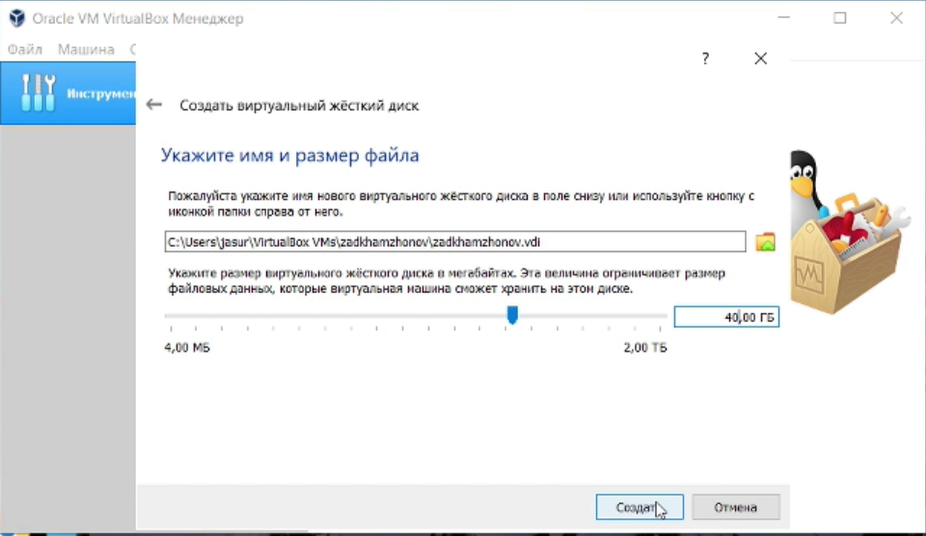 Oracle VM VirtualBox Менеджер
Файл Машина
?
Инструмен
Создать виртуальный жёсткий диск
Укажите имя и размер файла
Пожалуйста укажите имя нового виртуального жёсткого диска в поле снизу или используйте кнопку с
иконкой папки справа от него.
C:\Users\jasur\VirtualBox VMs\zadkhamzhonov\zadkhamzhonov.vdi
Укажите размер виртуального жёсткого диска в мегабайтах. Эта величина ограничивает размер
файловых данных, которые виртуальная машина сможет хранить на этом диске.
40,00 ГБ
4,00 МБ 2,00 ТБ
Создать Отмена